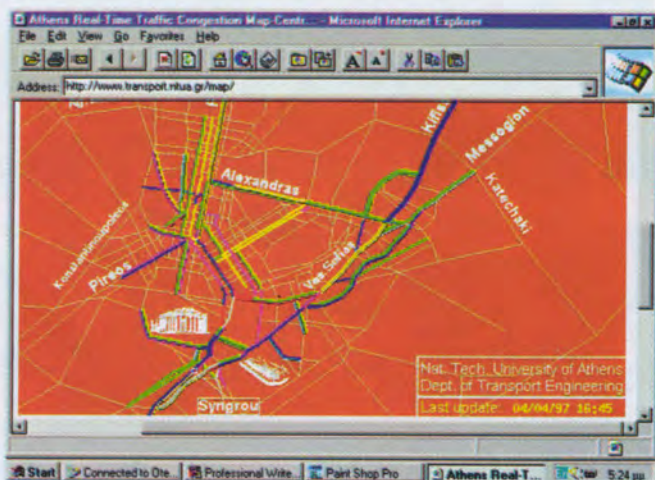 Athens Real-Time Traffic Congestion Map-Centr... - Microsoft Internet Explorer
File Edit View Go Favorites Help
Address: http://www.transport.ntua.gr/map/
Kifis
Messogion
Alexandras
Katechaki
Konstantinoupoleos
Vas Sofias
Pireos
Nat. Tech. University of Athens
Dept. of Transport Engineering
Syngrou
Last update: 04/04/97 16:45
Start Connected to Ote... Professional Write... Paint Shop Pro Athens Real-T... 5:24 μμ